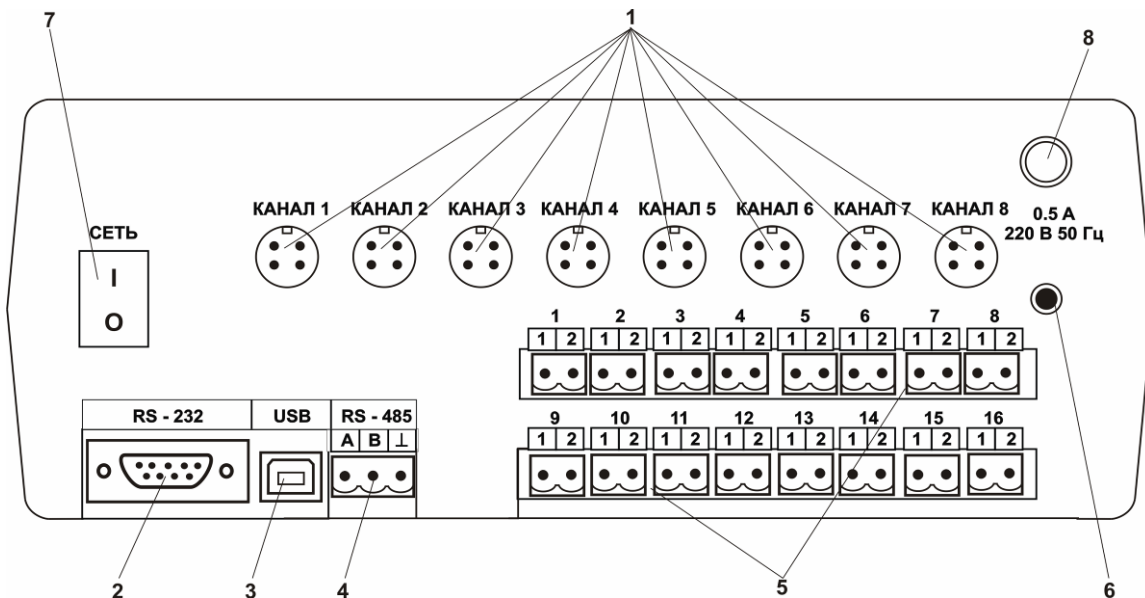 7 1 8
КАНАЛ 1 КАНАЛ 2 КАНАЛ 3 КАНАЛ 4 КАНАЛ 5 КАНАЛ 6 КАНАЛ 7 КАНАЛ 8
0.5 А
220 В 50 Гц
СЕТЬ
I
O
1 2 3 4 5 6 7 8
1 2 1 2 1 2 1 2 1 2 1 2 1 2 1 2
RS - 232 USB RS - 485
A B ⊥
9 10 11 12 13 14 15 16
1 2 1 2 1 2 1 2 1 2 1 2 1 2 1 2
2 3 4 5 6